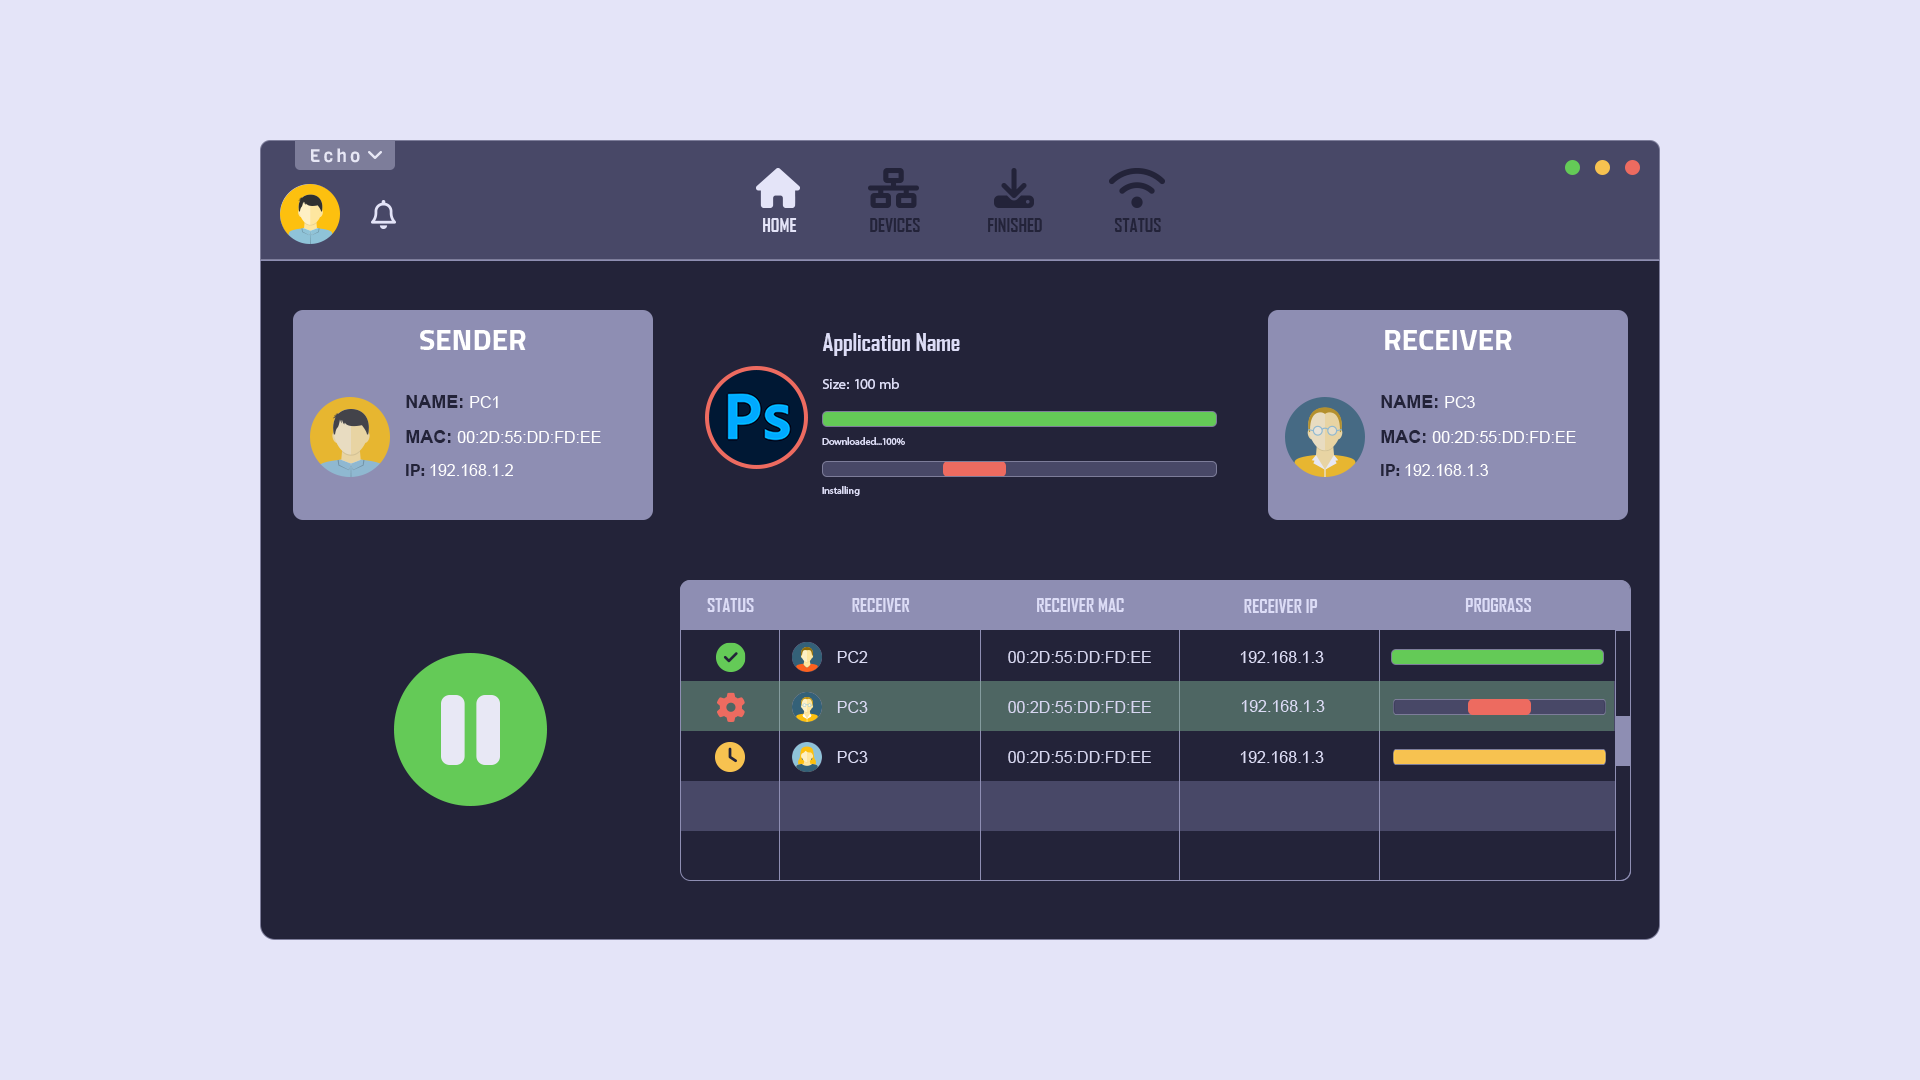 Echo
HOME
DEVICES
FINISHED
STATUS
SENDER
NAME: PC1
MAC: 00:2D:55:DD:FD:EE
IP: 192.168.1.2
Ps
Application Name
Size: 100 mb
Downloaded...100%
Installing
RECEIVER
NAME: PC3
MAC: 00:2D:55:DD:FD:EE
IP: 192.168.1.3
STATUS RECEIVER RECEIVER MAC RECEIVER IP PROGRASS
PC2 00:2D:55:DD:FD:EE 192.168.1.3
PC3 00:2D:55:DD:FD:EE 192.168.1.3
PC3 00:2D:55:DD:FD:EE 192.168.1.3